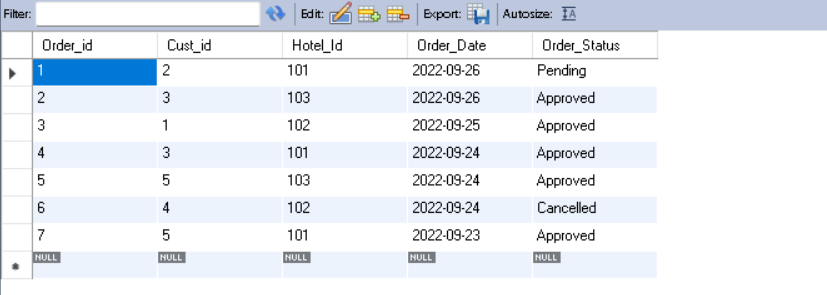 Filter: Edit: Export: Autosize:
Order_id Cust_id Hotel_Id Order_Date Order_Status
1 2 101 2022-09-26 Pending
2 3 103 2022-09-26 Approved
3 1 102 2022-09-25 Approved
4 3 101 2022-09-24 Approved
5 5 103 2022-09-24 Approved
6 4 102 2022-09-24 Cancelled
7 5 101 2022-09-23 Approved
NULL NULL NULL NULL NULL